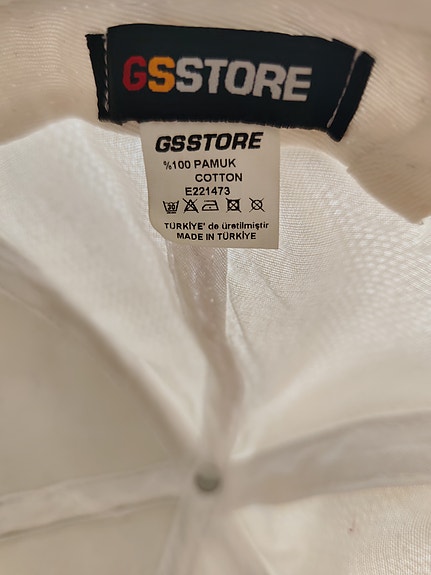 GSSTORE
GSSTORE
%100 PAMUK
COTTON
E221473
TÜRKİYE' de üretilmiştir
MADE IN TÜRKİYE